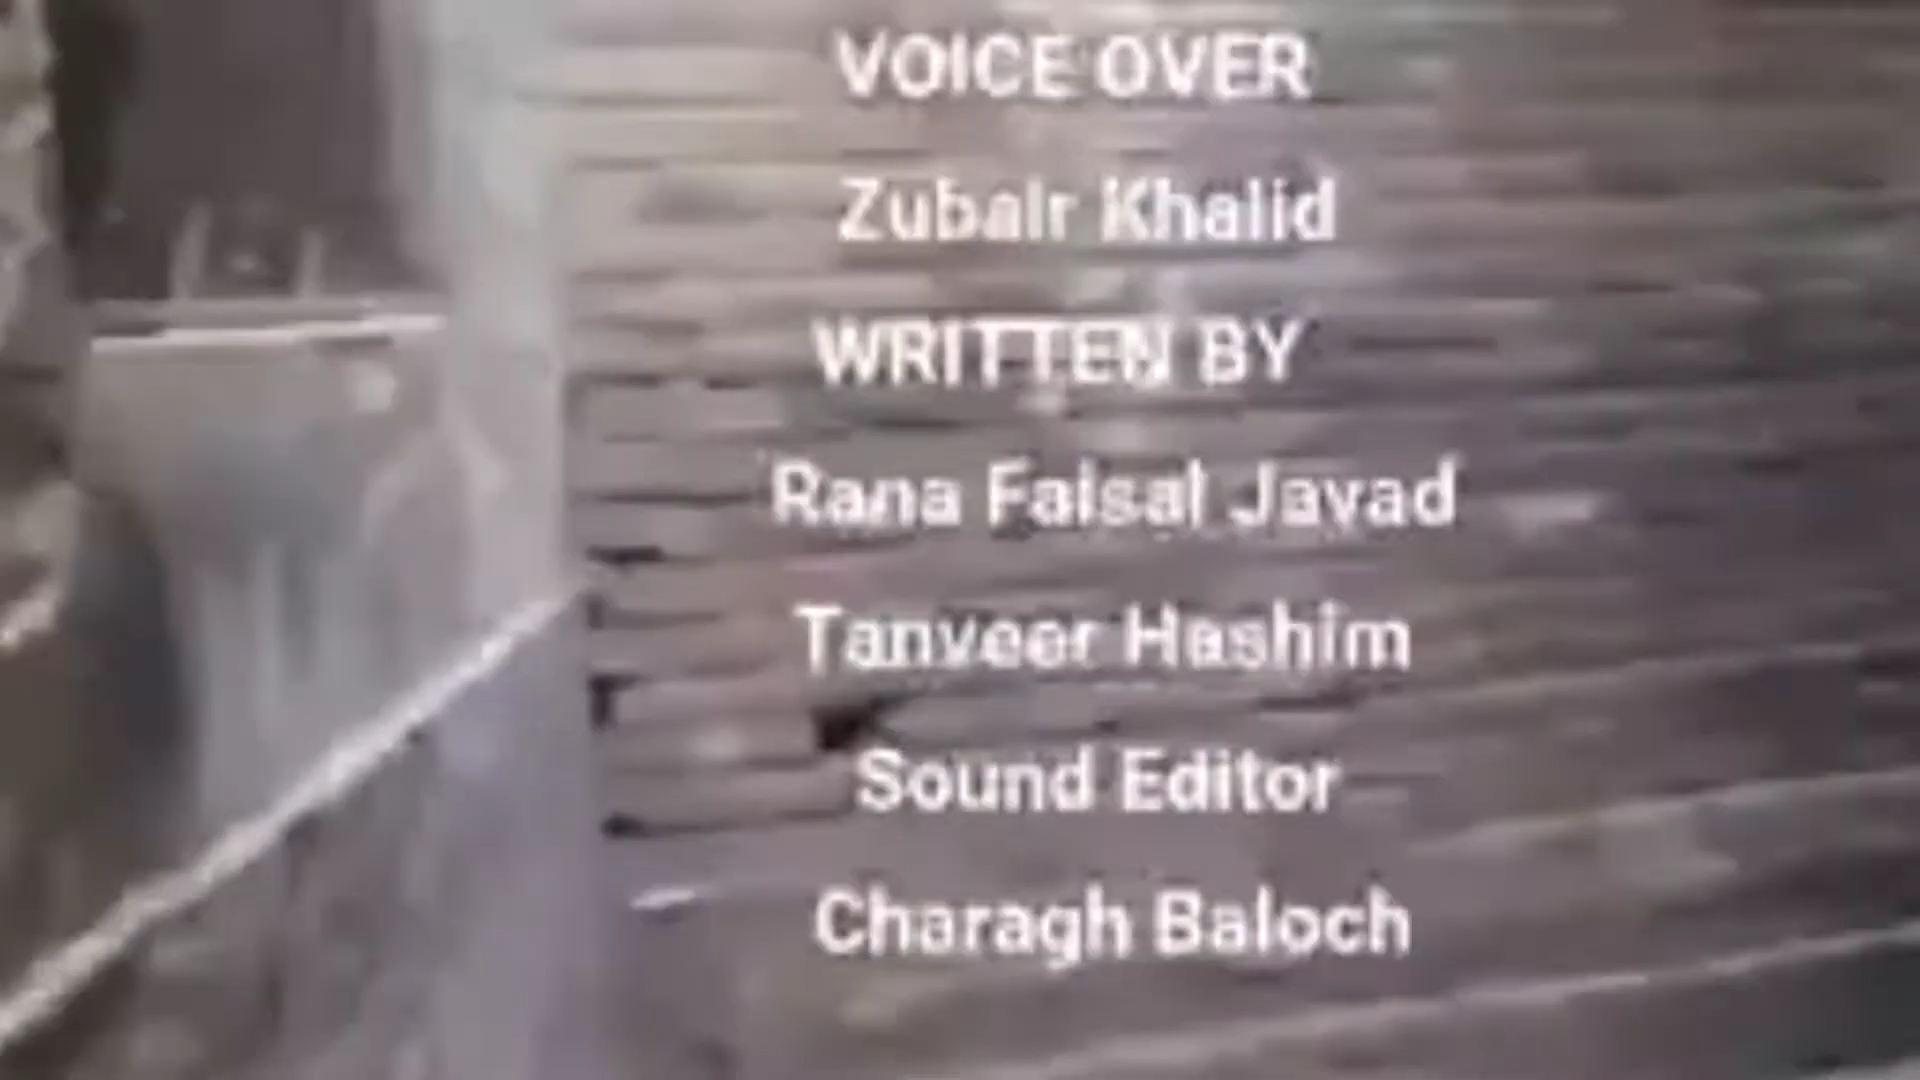 VOICE OVER
Zubair Khalid
WRITTEN BY
Rana Faisal Javad
Tanveer Hashim
Sound Editor
Charagh Baloch